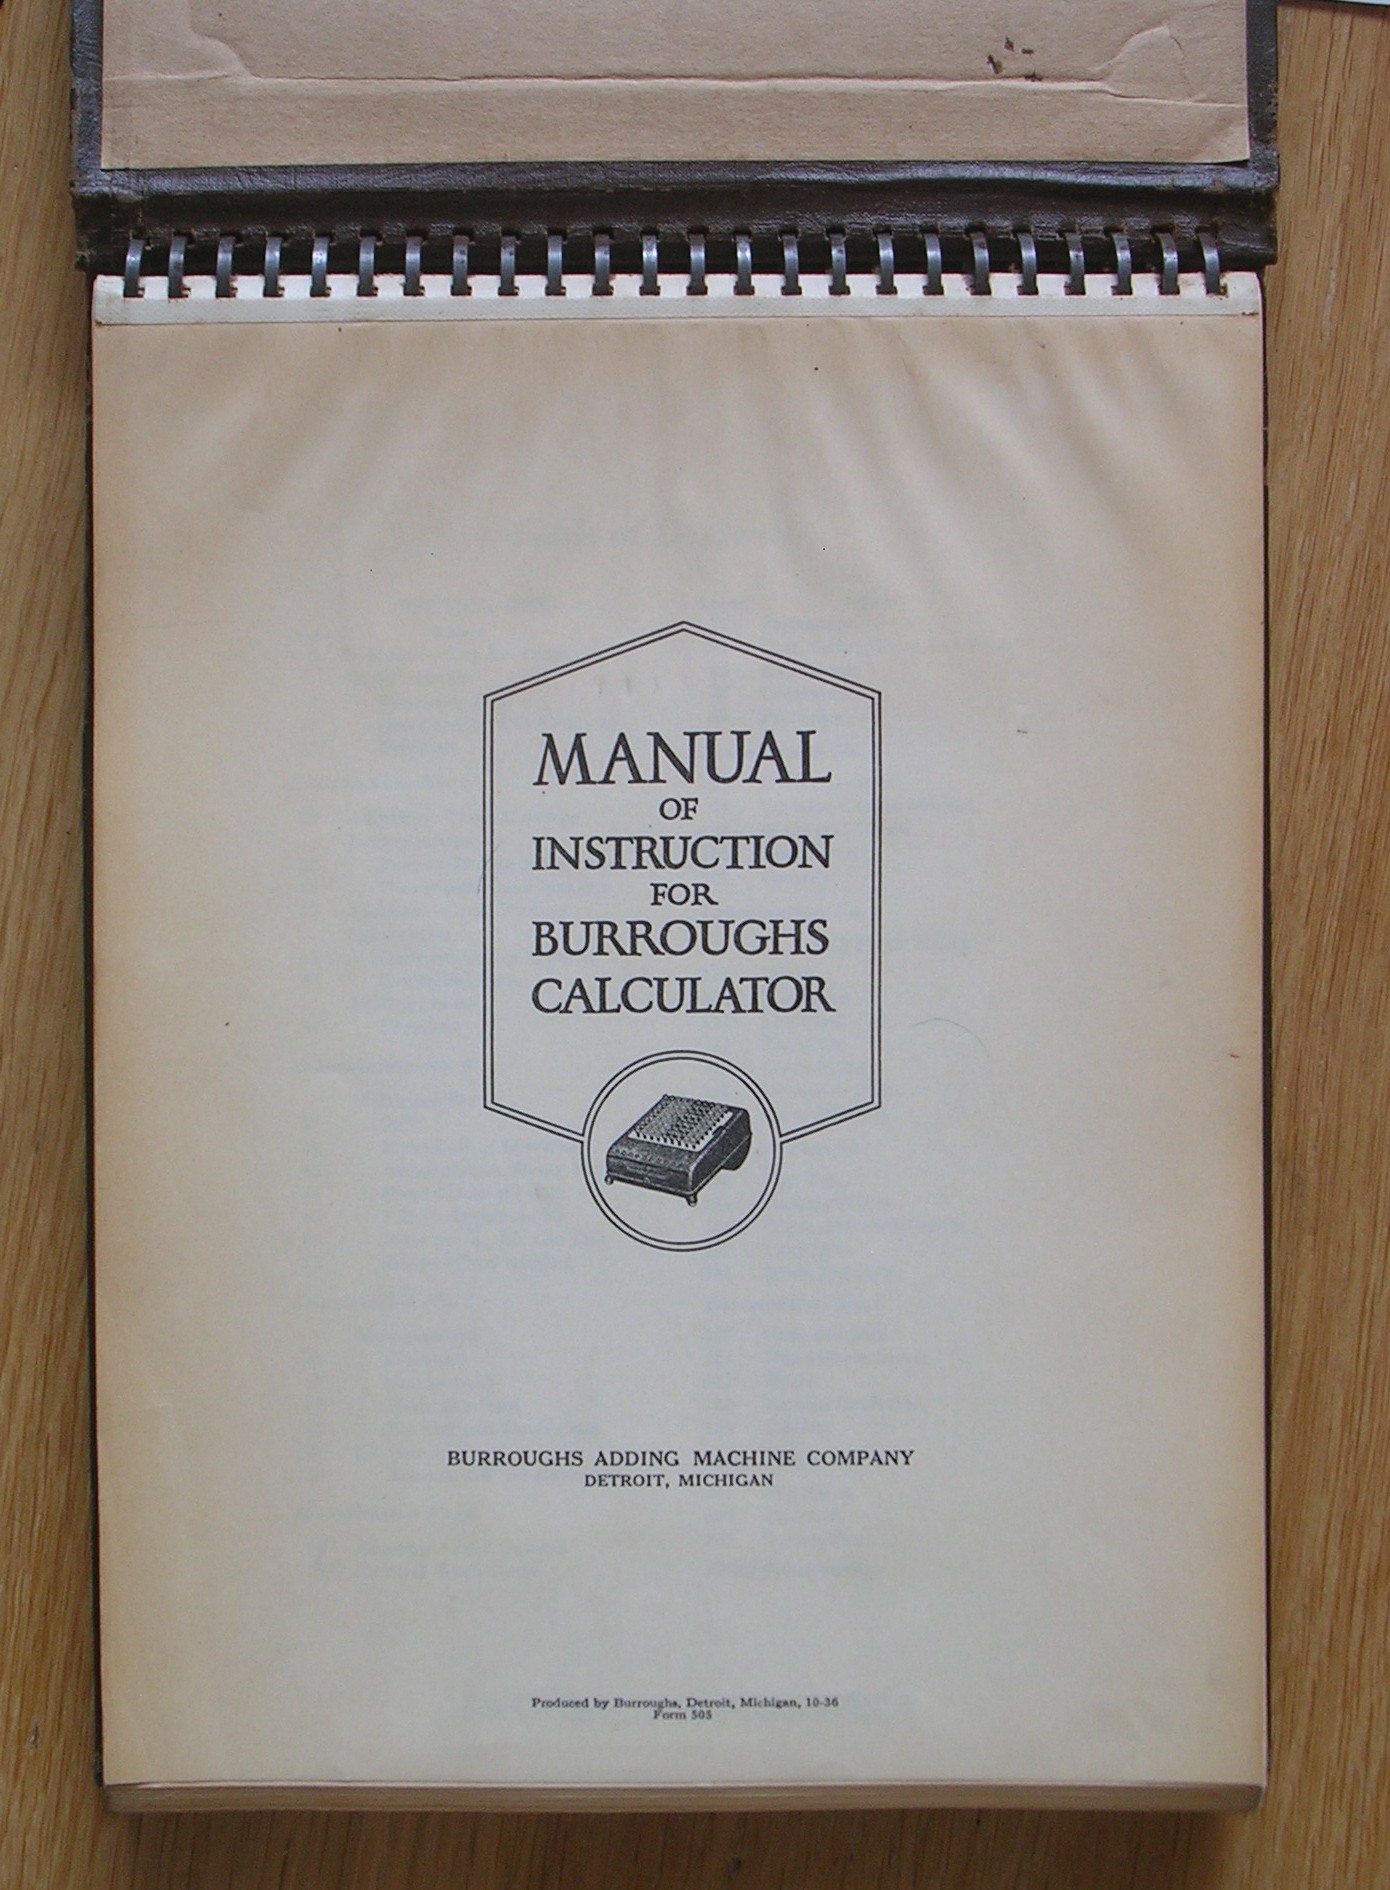 MANUAL
OF
INSTRUCTION
FOR
BURROUGHS
CALCULATOR
BURROUGHS ADDING MACHINE COMPANY
DETROIT, MICHIGAN
Produced by Burroughs, Detroit, Michigan, 10-36
Form 505